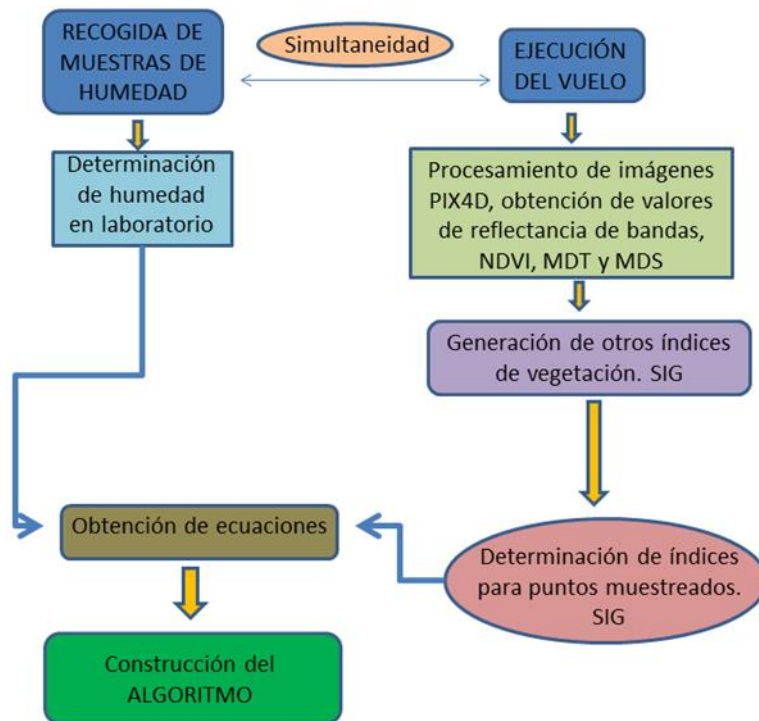 RECOGIDA DE
MUESTRAS DE
HUMEDAD
Simultaneidad
EJECUCIÓN
DEL VUELO
Determinación
de humedad
en laboratorio
Procesamiento de imágenes
PIX4D, obtención de valores
de reflectancia de bandas,
NDVI, MDT y MDS
Generación de otros índices
de vegetación. SIG
Obtención de ecuaciones
Determinación de índices
para puntos muestreados.
SIG
Construcción del
ALGORITMO